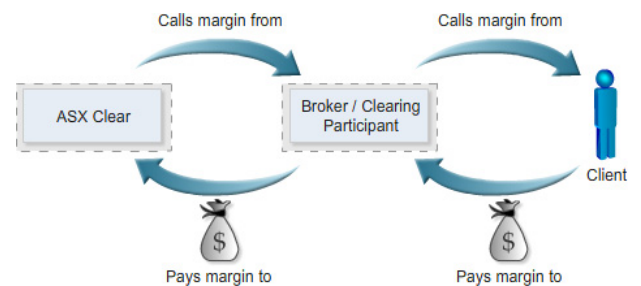 Calls margin from
Calls margin from
ASX Clear
Broker / Clearing
Participant
Client
$
$
Pays margin to
Pays margin to